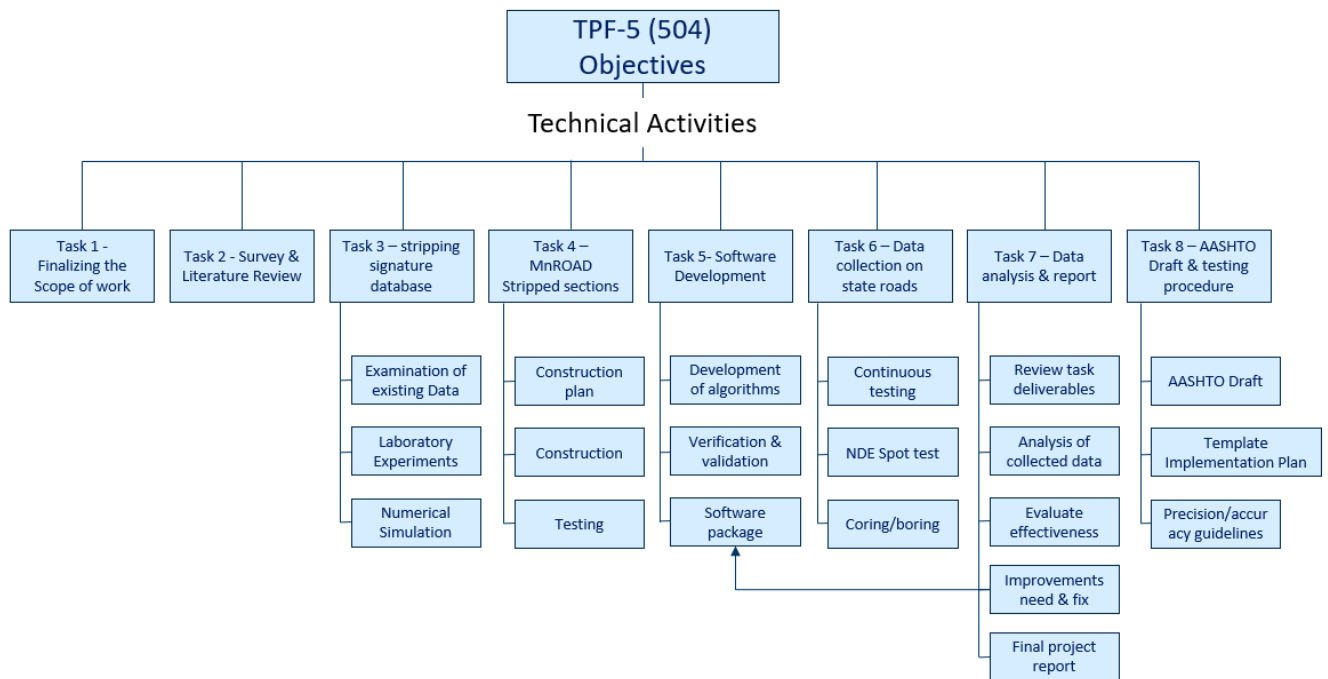 TPF-5 (504)
Objectives
Technical Activities
Task 1 -
Finalizing the
Scope of work
Task 2 - Survey &
Literature Review
Task 3 – stripping
signature
database
Task 4 –
MnROAD
Stripped sections
Task 5- Software
Development
Task 6 – Data
collection on
state roads
Task 7 – Data
analysis & report
Task 8 – AASHTO
Draft & testing
procedure
Examination of
existing Data
Laboratory
Experiments
Numerical
Simulation
Construction
plan
Construction
Testing
Development
of algorithms
Verification &
validation
Software
package
Continuous
testing
NDE Spot test
Coring/boring
Review task
deliverables
Analysis of
collected data
Evaluate
effectiveness
Improvements
need & fix
Final project
report
AASHTO Draft
Template
Implementation Plan
Precision/accur
acy guidelines